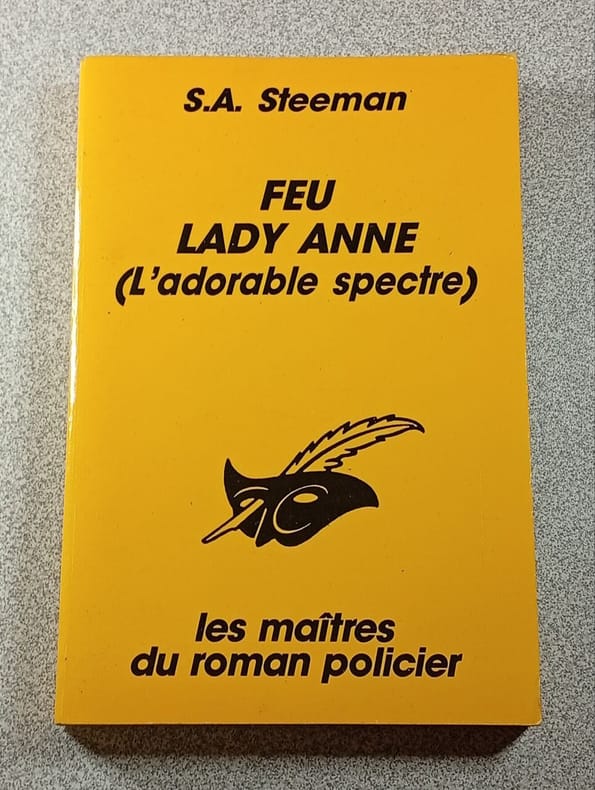 S.A. Steeman
FEU
LADY ANNE
(L'adorable spectre)
les maîtres
du roman policier